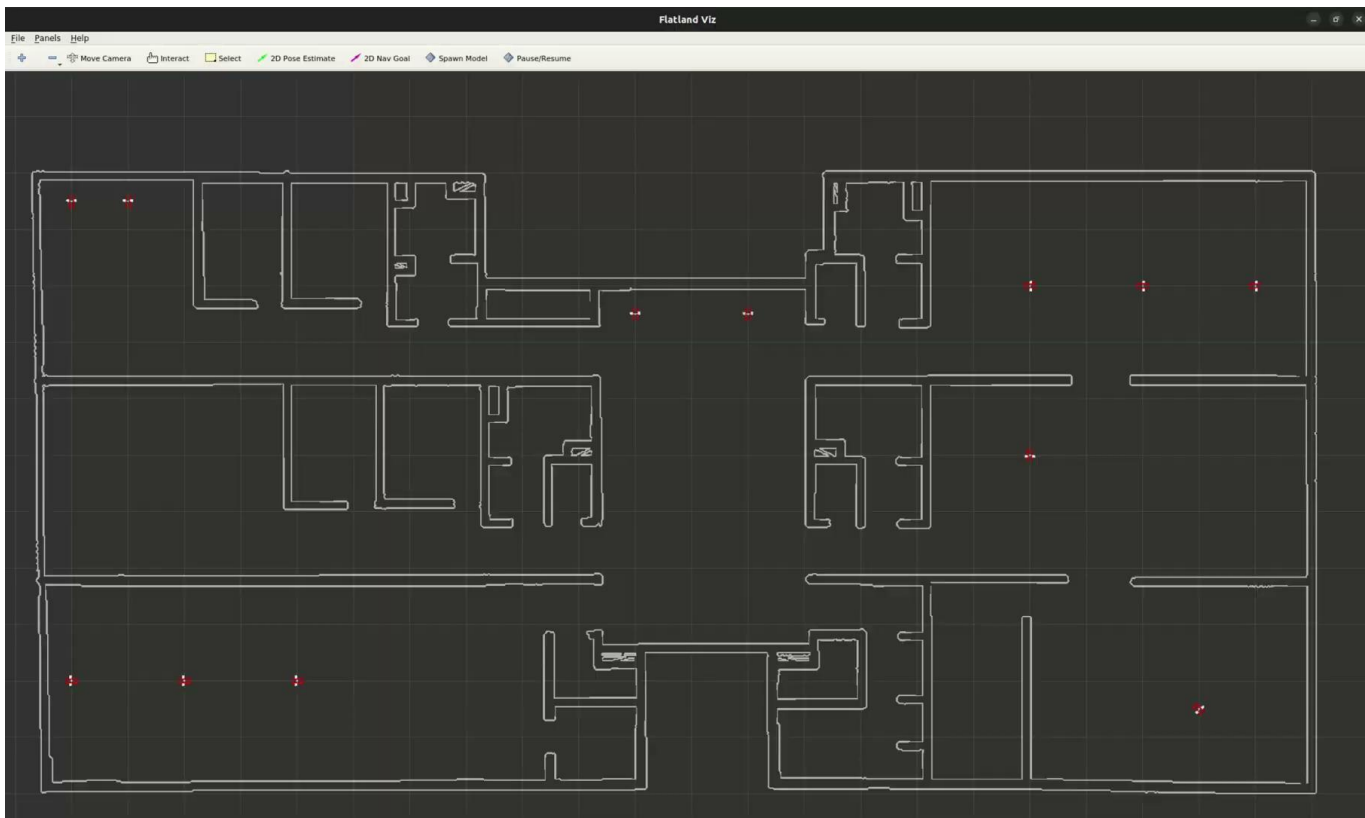 Flatland Viz
File Panels Help
Move Camera Interact Select 2D Pose Estimate 2D Nav Goal Spawn Model Pause/Resume